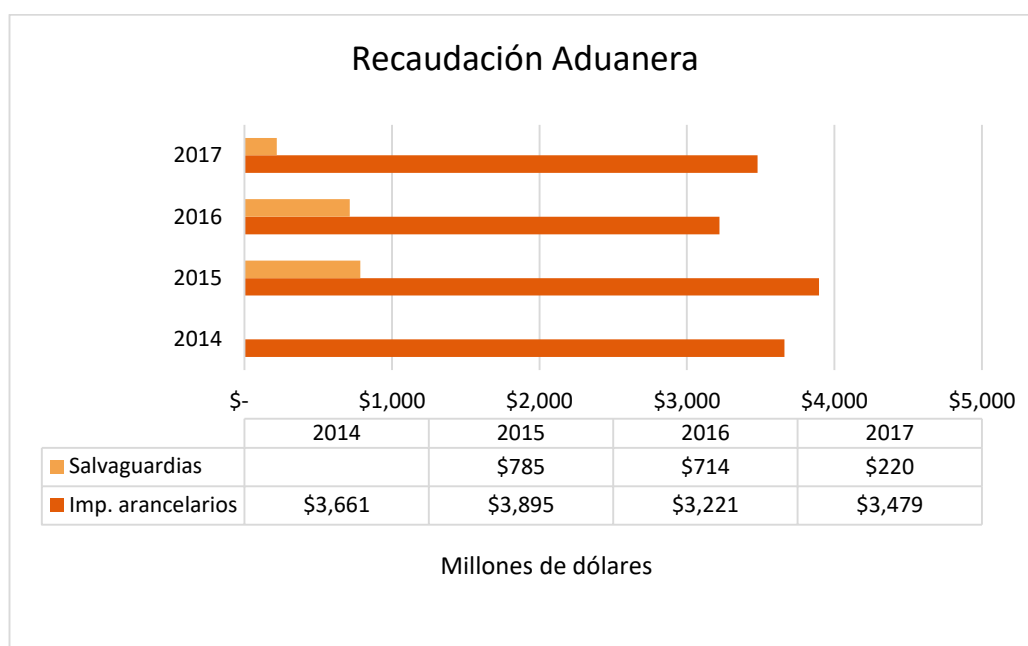 Recaudación Aduanera
2017
2016
2015
2014
$- $1,000 $2,000 $3,000 $4,000 $5,000
2014 2015 2016 2017
Salvaguardias $785 $714 $220
Imp. arancelarios $3,661 $3,895 $3,221 $3,479
Millones de dólares